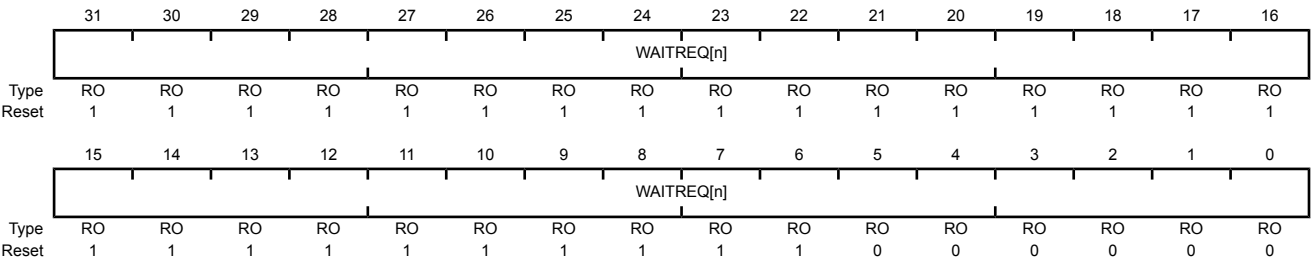 31 30 29 28 27 26 25 24 23 22 21 20 19 18 17 16
WAITREQ[n]
Type RO RO RO RO RO RO RO RO RO RO RO RO RO RO RO RO
Reset 1 1 1 1 1 1 1 1 1 1 1 1 1 1 1 1
15 14 13 12 11 10 9 8 7 6 5 4 3 2 1 0
WAITREQ[n]
Type RO RO RO RO RO RO RO RO RO RO RO RO RO RO RO RO
Reset 1 1 1 1 1 1 1 1 1 1 0 0 0 0 0 0